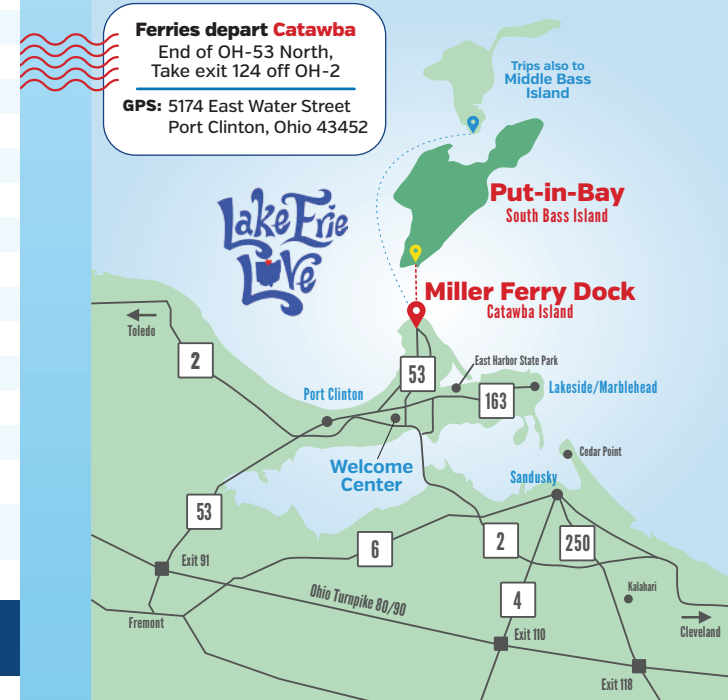 Ferries depart Catawba
End of OH-53 North,
Take exit 124 off OH-2
GPS: 5174 East Water Street
Port Clinton, Ohio 43452
Trips also to
Middle Bass
Island
Lake Erie
Love
Put-in-Bay
South Bass Island
Miller Ferry Dock
Catawba Island
Toledo
2
53
East Harbor State Park
163
Lakeside/Marblehead
Port Clinton
Welcome
Center
Cedar Point
Sandusky
53
6
2
250
Exit 91
Ohio Turnpike 80/90
4
Kalahari
Fremont
Exit 110
Cleveland
Exit 118